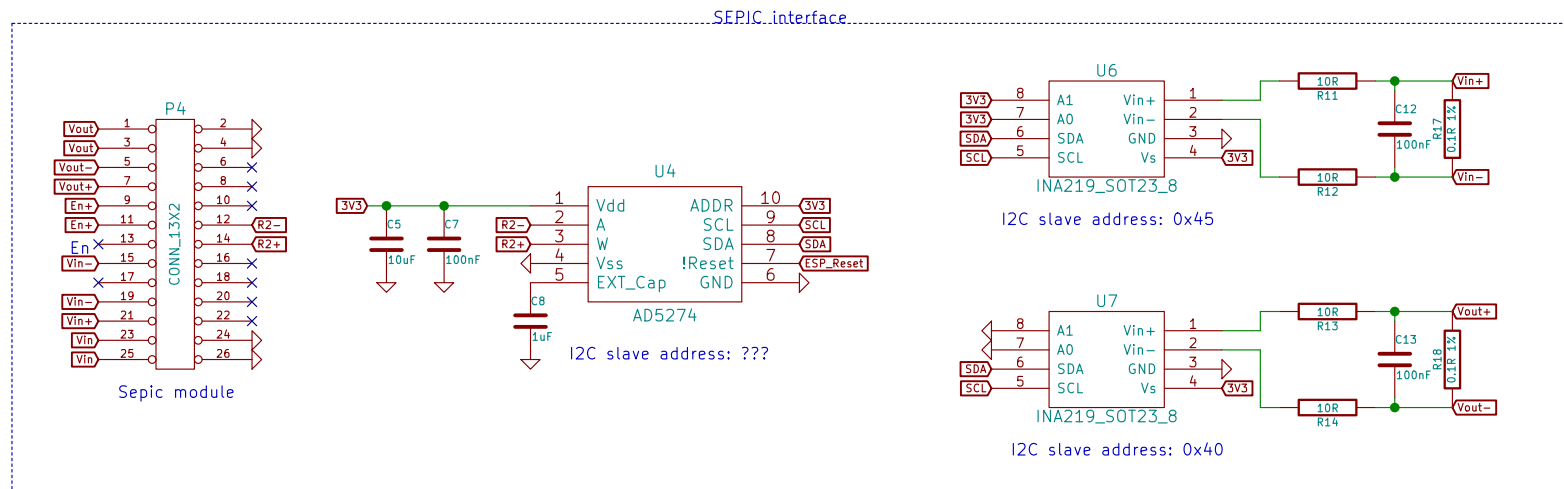 SEPIC interface
P4
Vout 1 2
Vout 3 4
Vout- 5 6
Vout+ 7 8
En+ 9 10
En+ 11 12 R2-
En 13 14 R2+
Vin- 15 16
17 18
Vin- 19 20
Vin+ 21 22
Vin 23 24
Vin 25 26
CONN_13X2
Sepic module
U4
3V3 1 Vdd ADDR 10 3V3
R2- 2 A SCL 9 SCL
R2+ 3 W SDA 8 SDA
4 Vss !Reset 7 ESP_Reset
5 EXT_Cap GND 6
AD5274
C5
10uF
C7
100nF
C8
1uF
I2C slave address: ???
U6
3V3 8 A1 Vin+ 1
3V3 7 A0 Vin- 2
SDA 6 SDA GND 3
SCL 5 SCL Vs 4 3V3
INA219_SOT23_8
I2C slave address: 0x45
10R
R11
Vin+
C12
100nF
R17
0.1R 1%
10R
R12
Vin-
U7
8 A1 Vin+ 1
7 A0 Vin- 2
SDA 6 SDA GND 3
SCL 5 SCL Vs 4 3V3
INA219_SOT23_8
I2C slave address: 0x40
10R
R13
Vout+
C13
100nF
R18
0.1R 1%
10R
R14
Vout-